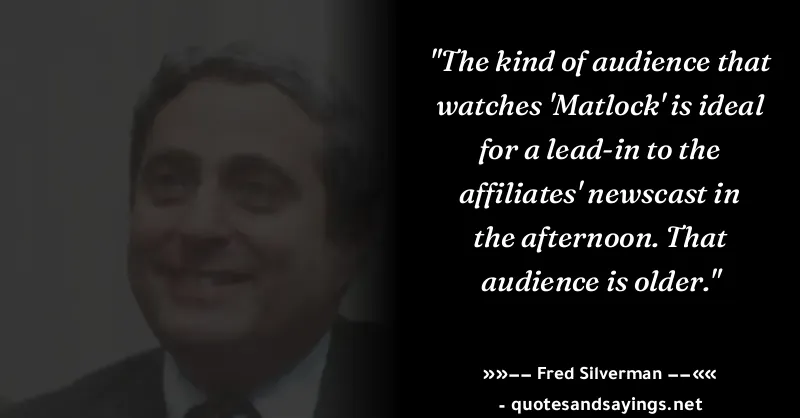 "The kind of audience that
watches 'Matlock' is ideal
for a lead-in to the
affiliates' newscast in
the afternoon. That
audience is older."
»»–– Fred Silverman ––««
- quotesandsayings.net